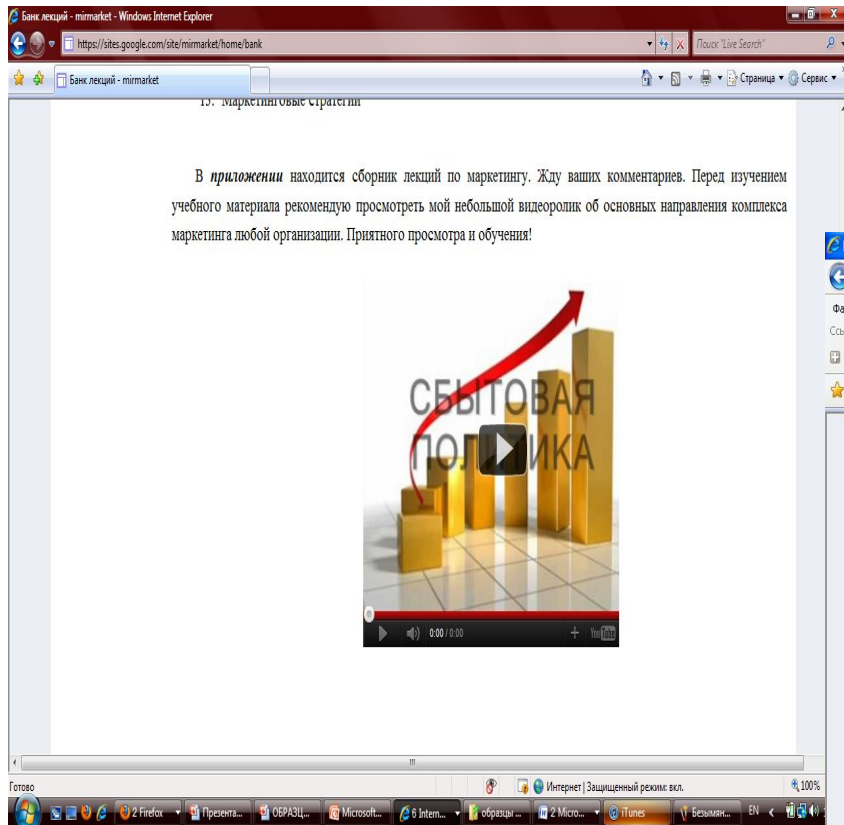 Банк лекций - mirmarket - Windows Internet Explorer
https://sites.google.com/site/mirmarket/home/bank
Поиск "Live Search"
Банк лекций - mirmarket
Страница
Сервис
15. Маркетинговые стратегии
В приложении находится сборник лекций по маркетингу. Жду ваших комментариев. Перед изучением
учебного материала рекомендую просмотреть мой небольшой видеоролик об основных направления комплекса
маркетинга любой организации. Приятного просмотра и обучения!
Фа
Ссы
СБЫТОВАЯ
ПОЛИТИКА
0:00 / 0:00
YouTube
Готово
Интернет | Защищенный режим: вкл.
100%
2 Firefox
Презента...
ОБРАЗЦ...
Microsoft...
6 Intern...
образцы ...
2 Micro...
iTunes
Безымян...
EN